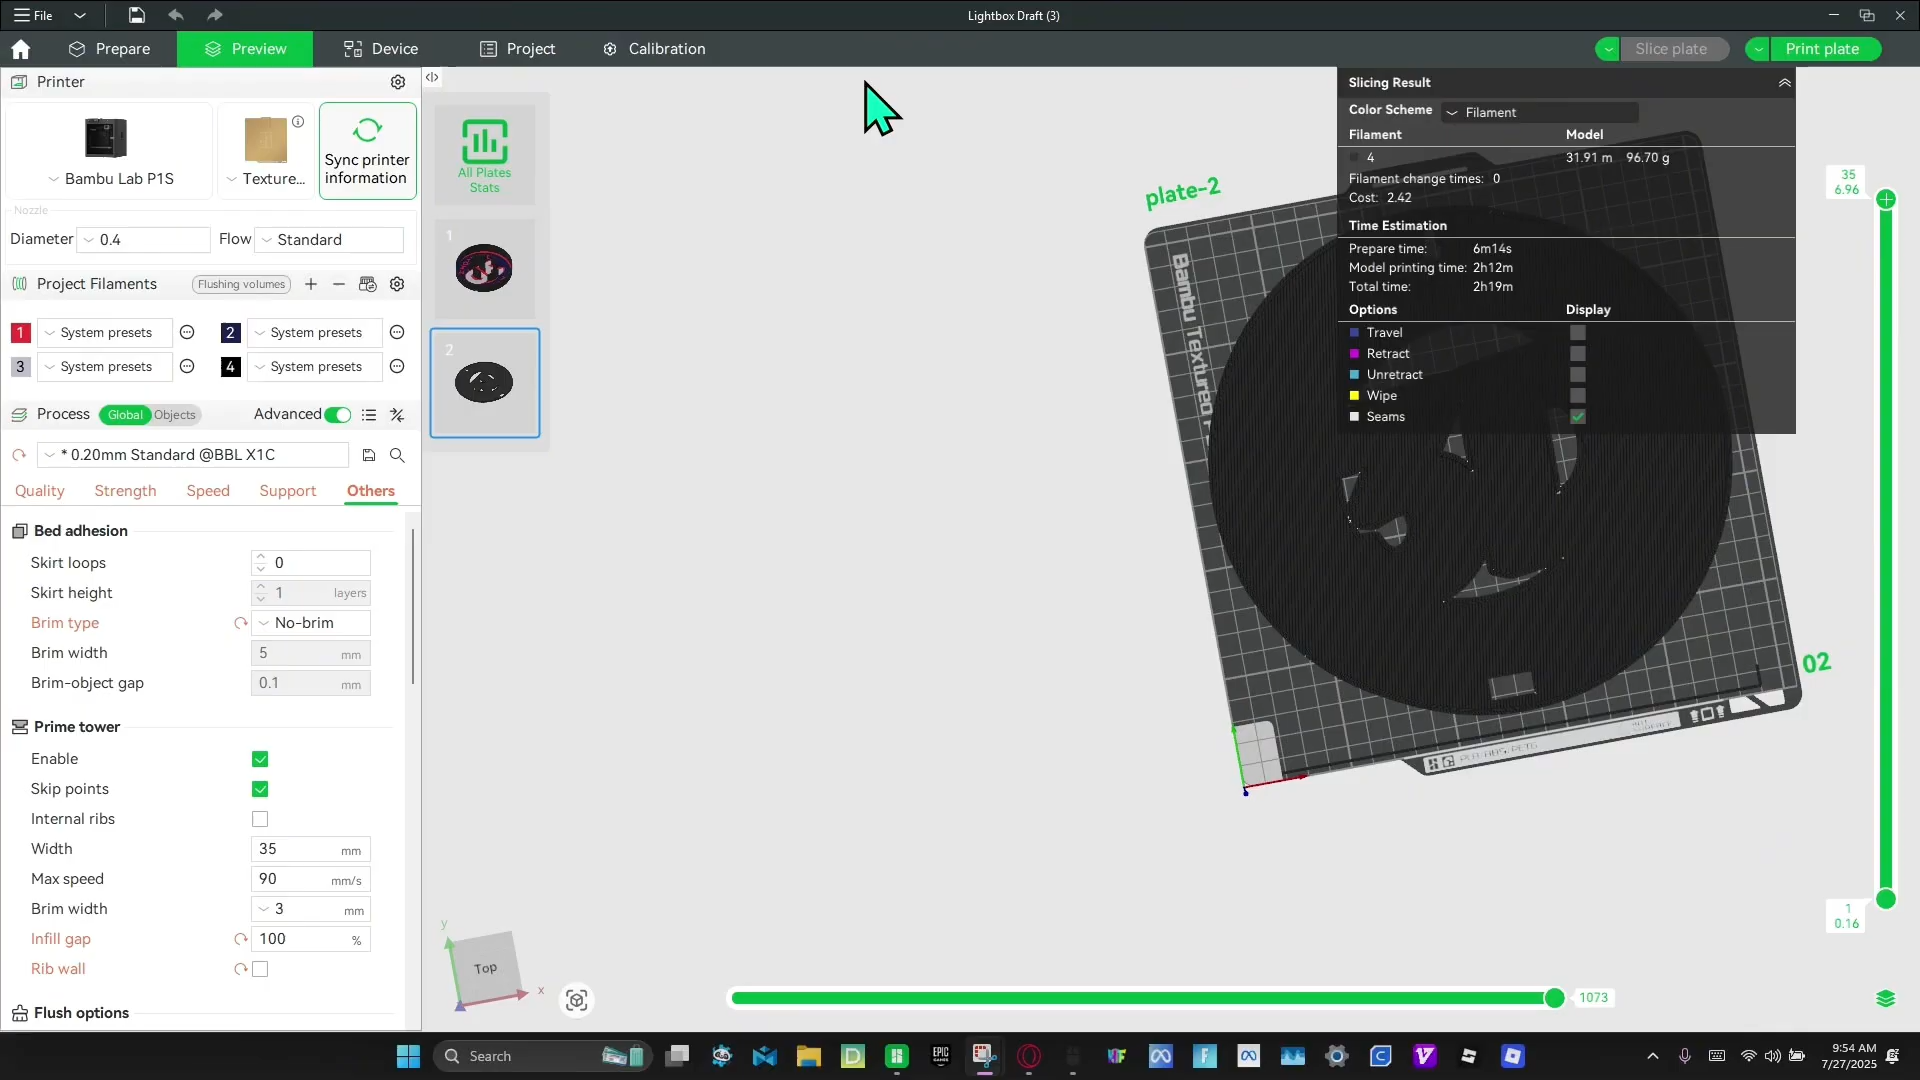 File
Lightbox Draft (3)
Prepare
Preview
Device
Project
Calibration
Slice plate
Print plate
Printer
Bambu Lab P1S
Texture...
Sync printer
information
Nozzle
Diameter
0.4
Flow
Standard
Project Filaments
Flushing volumes
1
System presets
2
System presets
3
System presets
4
System presets
Process
Global
Objects
Advanced
* 0.20mm Standard @BBL X1C
Quality
Strength
Speed
Support
Others
Bed adhesion
Skirt loops
0
Skirt height
1
layers
Brim type
No-brim
Brim width
5
mm
Brim-object gap
0.1
mm
Prime tower
Enable
Skip points
Internal ribs
Width
35
mm
Max speed
90
mm/s
Brim width
3
mm
Infill gap
100
%
Rib wall
Flush options
All Plates
Stats
1
2
plate-2
Bambu Textured
02
Slicing Result
Color Scheme
Filament
Filament
Model
4
31.91 m
96.70 g
Filament change times: 0
Cost: 2.42
Time Estimation
Prepare time: 6m14s
Model printing time: 2h12m
Total time: 2h19m
Options
Display
Travel
Retract
Unretract
Wipe
Seams
35
6.96
1
0.16
y
Top
x
1073
Search
EPIC
GAMES
9:54 AM
7/27/2025